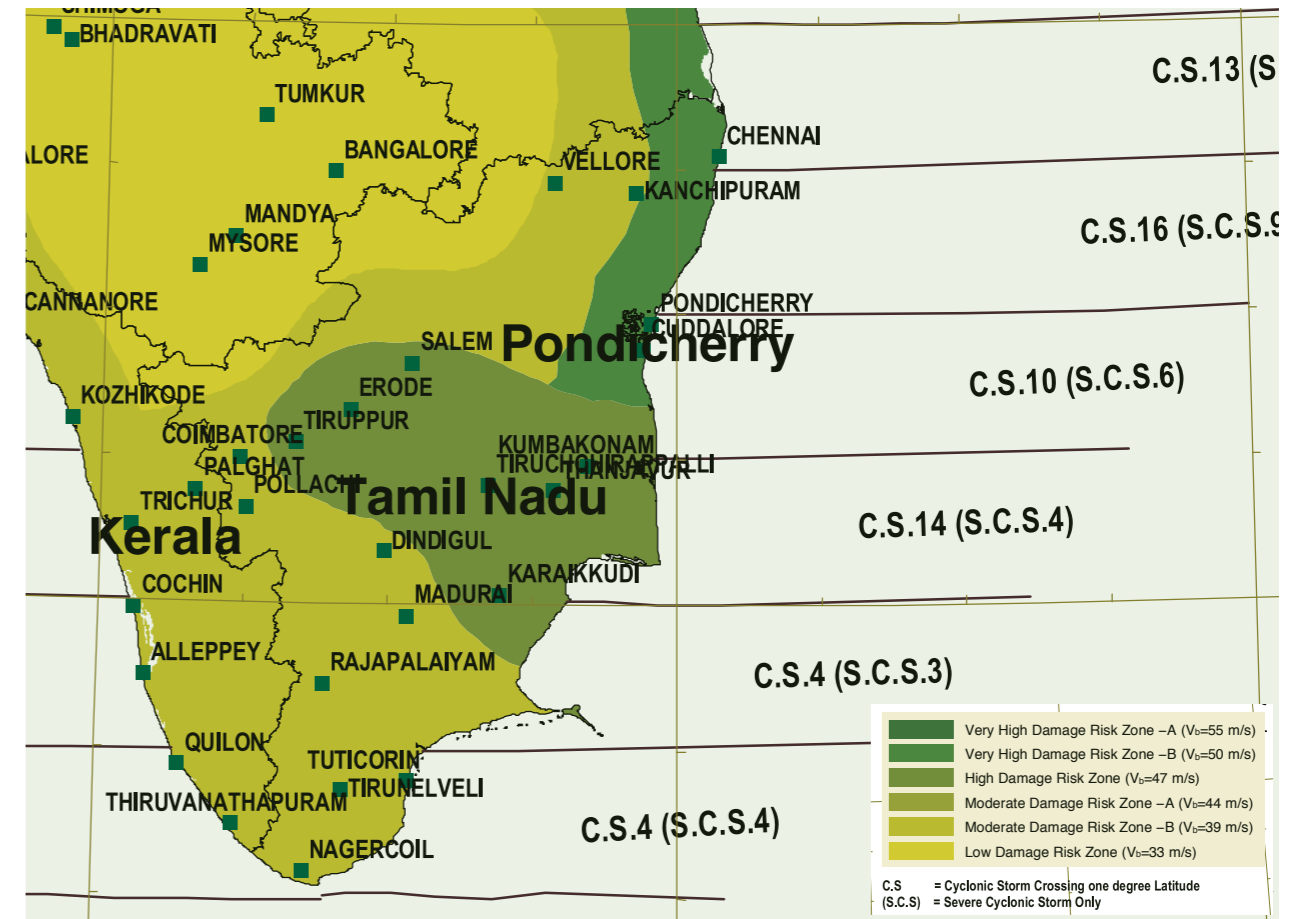 SHIMOGA
BHADRAVATI
C.S.13 (S
TUMKUR
CHENNAI
ALORE
BANGALORE
VELLORE
KANCHIPURAM
MANDYA
C.S.16 (S.C.S.9
MYSORE
CANNANORE
PONDICHERRY
CUDDALORE
SALEM
Pondicherry
ERODE
C.S.10 (S.C.S.6)
KOZHIKODE
TIRUPPUR
COIMBATORE
KUMBAKONAM
PALGHAT
TIRUCHCHIRAPPALLI
THANJAVUR
POLLACHI
TRICHUR
Tamil Nadu
C.S.14 (S.C.S.4)
Kerala
DINDIGUL
KARAIKKUDI
COCHIN
MADURAI
ALLEPPEY
RAJAPALAIYAM
C.S.4 (S.C.S.3)
QUILON
TUTICORIN
TIRUNELVELI
THIRUVANATHAPURAM
C.S.4 (S.C.S.4)
NAGERCOIL
Very High Damage Risk Zone –A (Vb=55 m/s)
Very High Damage Risk Zone –B (Vb=50 m/s)
High Damage Risk Zone (Vb=47 m/s)
Moderate Damage Risk Zone –A (Vb=44 m/s)
Moderate Damage Risk Zone –B (Vb=39 m/s)
Low Damage Risk Zone (Vb=33 m/s)
C.S = Cyclonic Storm Crossing one degree Latitude
(S.C.S) = Severe Cyclonic Storm Only